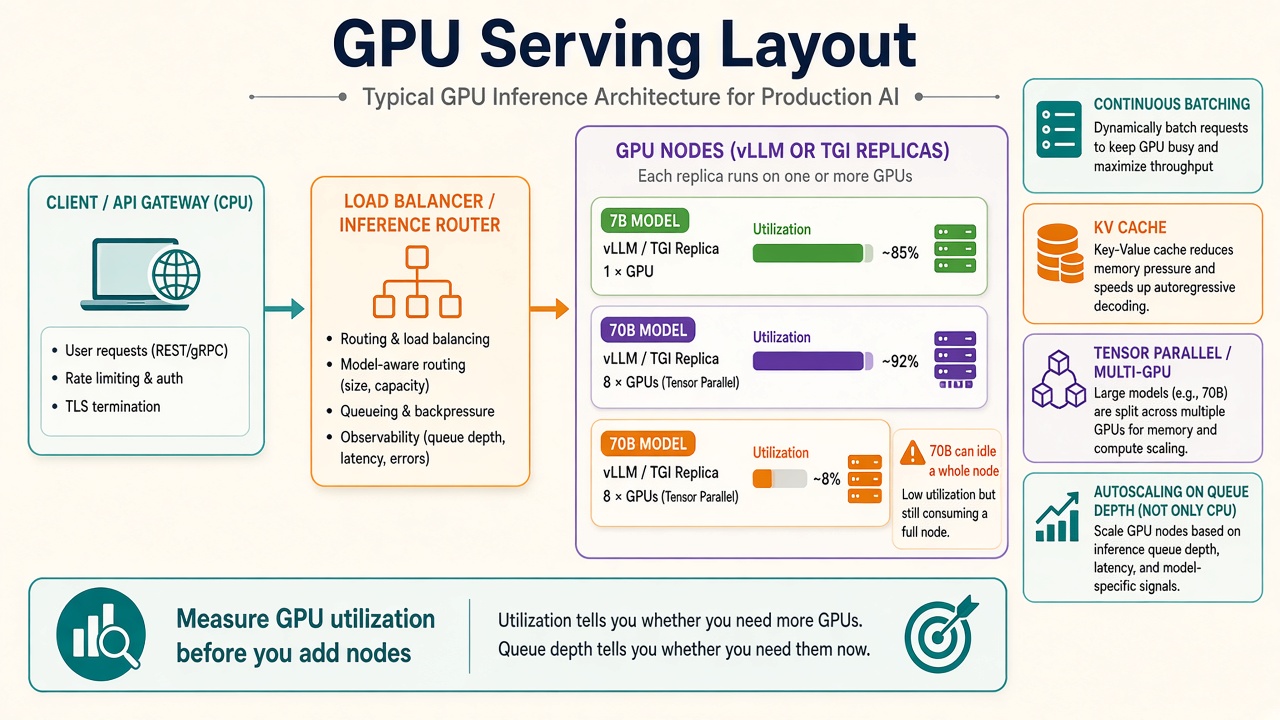 GPU Serving Layout
Typical GPU Inference Architecture for Production AI
CLIENT / API GATEWAY (CPU)
• User requests (REST/gRPC)
• Rate limiting & auth
• TLS termination
LOAD BALANCER /
INFERENCE ROUTER
• Routing & load balancing
• Model-aware routing
(size, capacity)
• Queueing & backpressure
• Observability (queue depth,
latency, errors)
GPU NODES (vLLM OR TGI REPLICAS)
Each replica runs on one or more GPUs
7B MODEL
vLLM / TGI Replica
1 × GPU
Utilization
~85%
70B MODEL
vLLM / TGI Replica
8 × GPUs (Tensor Parallel)
Utilization
~92%
70B MODEL
vLLM / TGI Replica
8 × GPUs (Tensor Parallel)
Utilization
~8%
70B can idle
a whole node
Low utilization but
still consuming a
full node.
CONTINUOUS BATCHING
Dynamically batch requests
to keep GPU busy and
maximize throughput
KV CACHE
Key-Value cache reduces
memory pressure and
speeds up autoregressive
decoding.
TENSOR PARALLEL /
MULTI-GPU
Large models (e.g., 70B)
are split across multiple
GPUs for memory and
compute scaling.
AUTOSCALING ON QUEUE
DEPTH (NOT ONLY CPU)
Scale GPU nodes based on
inference queue depth,
latency, and model-
specific signals.
Measure GPU utilization
before you add nodes
Utilization tells you whether you need more GPUs.
Queue depth tells you whether you need them now.